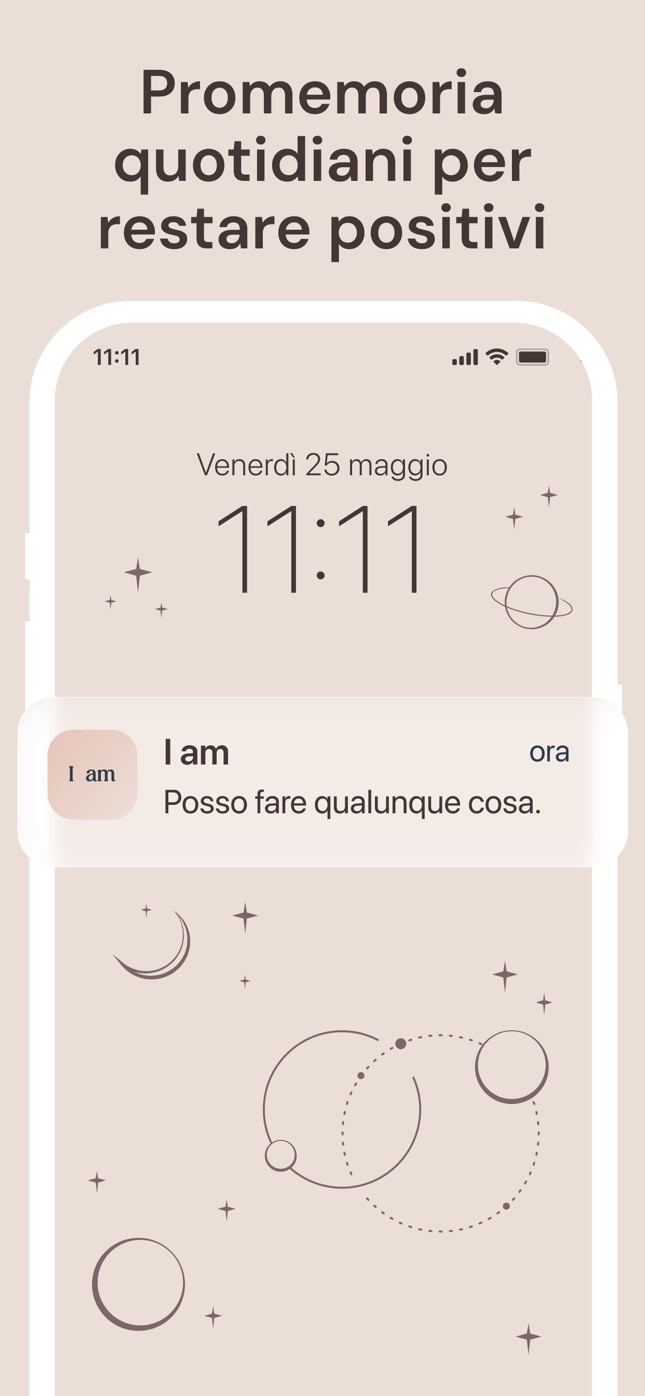 Promemoria
quotidiani per
restare positivi
11:11
Venerdì 25 maggio
11:11
I am
I am
ora
Posso fare qualunque cosa.